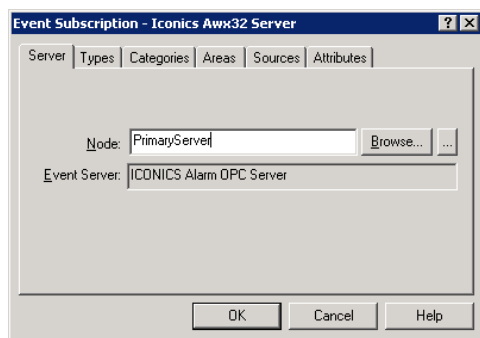 Event Subscription - Iconics Awx32 Server ? X
Server Types Categories Areas Sources Attributes
Node: PrimaryServer Browse... ...
Event Server: ICONICS Alarm OPC Server
OK Cancel Help